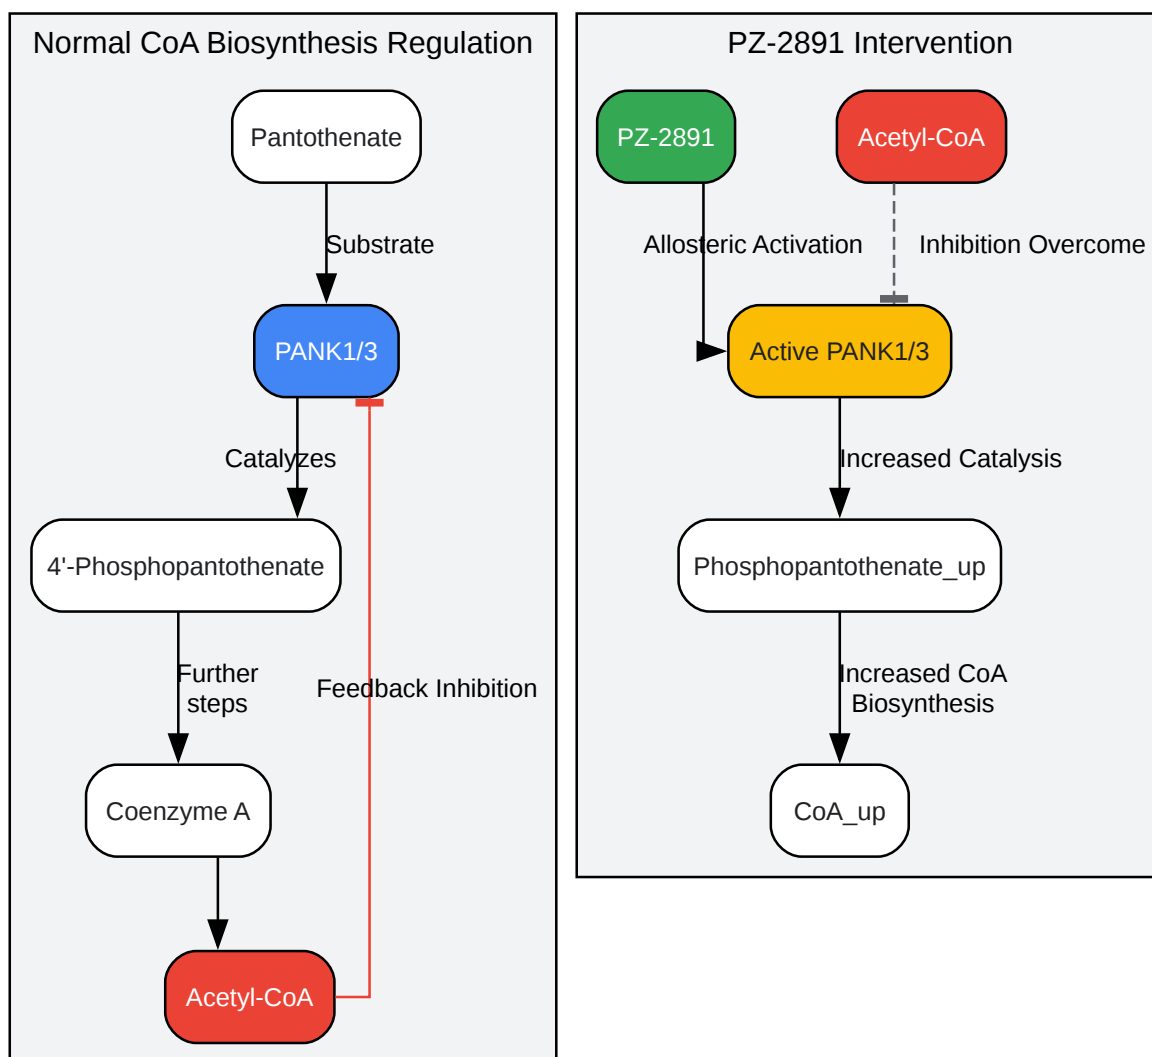 Normal CoA Biosynthesis Regulation
Pantothenate
Substrate
PANK1/3
Catalyzes
4'-Phosphopantothenate
Further
steps
Feedback Inhibition
Coenzyme A
Acetyl-CoA
PZ-2891 Intervention
PZ-2891
Acetyl-CoA
Allosteric Activation
Inhibition Overcome
Active PANK1/3
Increased Catalysis
Phosphopantothenate_up
Increased CoA
Biosynthesis
CoA_up